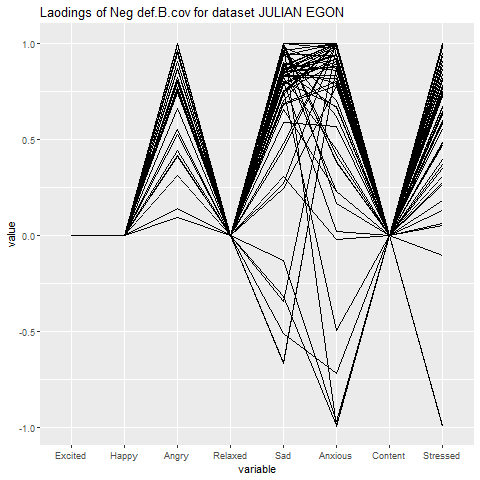 Laodings of Neg def.B.cov for dataset JULIAN EGON
1.0
0.5
0.0
-0.5
-1.0
value
Excited Happy Angry Relaxed Sad Anxious Content Stressed
variable